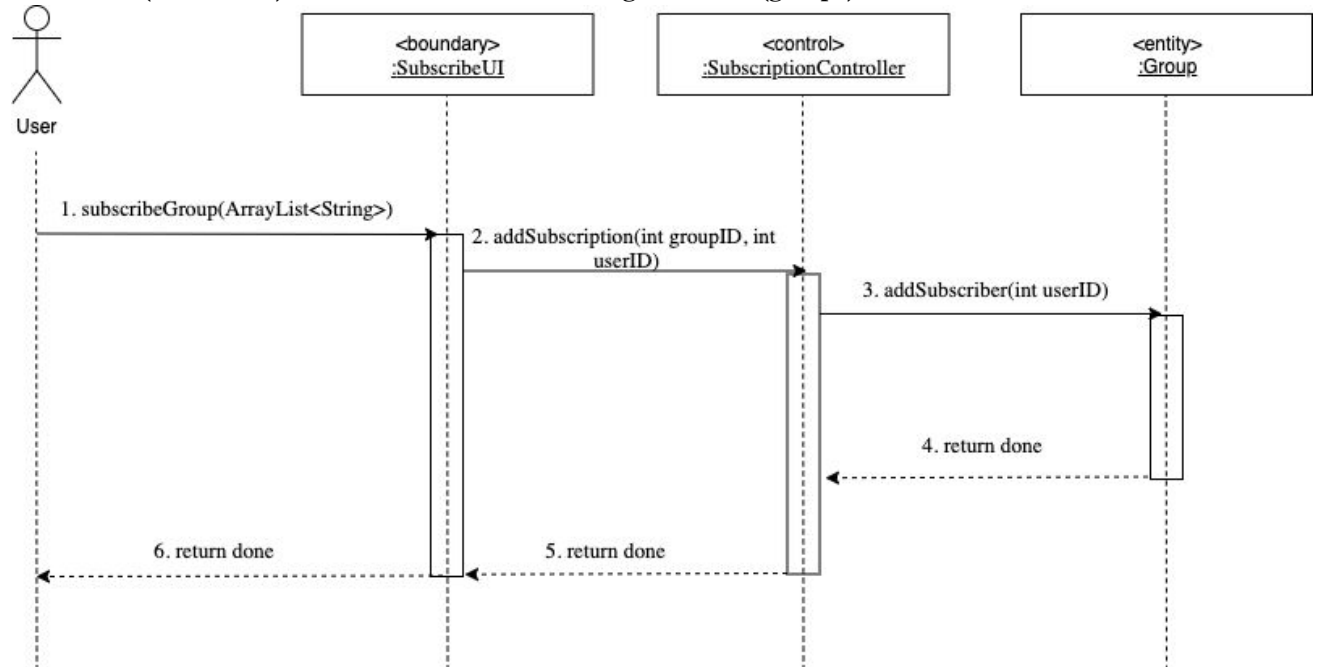 <boundary>
:SubscribeUI
<control>
:SubscriptionController
<entity>
:Group
User
1. subscribeGroup(ArrayList<String>)
2. addSubscription(int groupID, int
userID)
3. addSubscriber(int userID)
4. return done
5. return done
6. return done